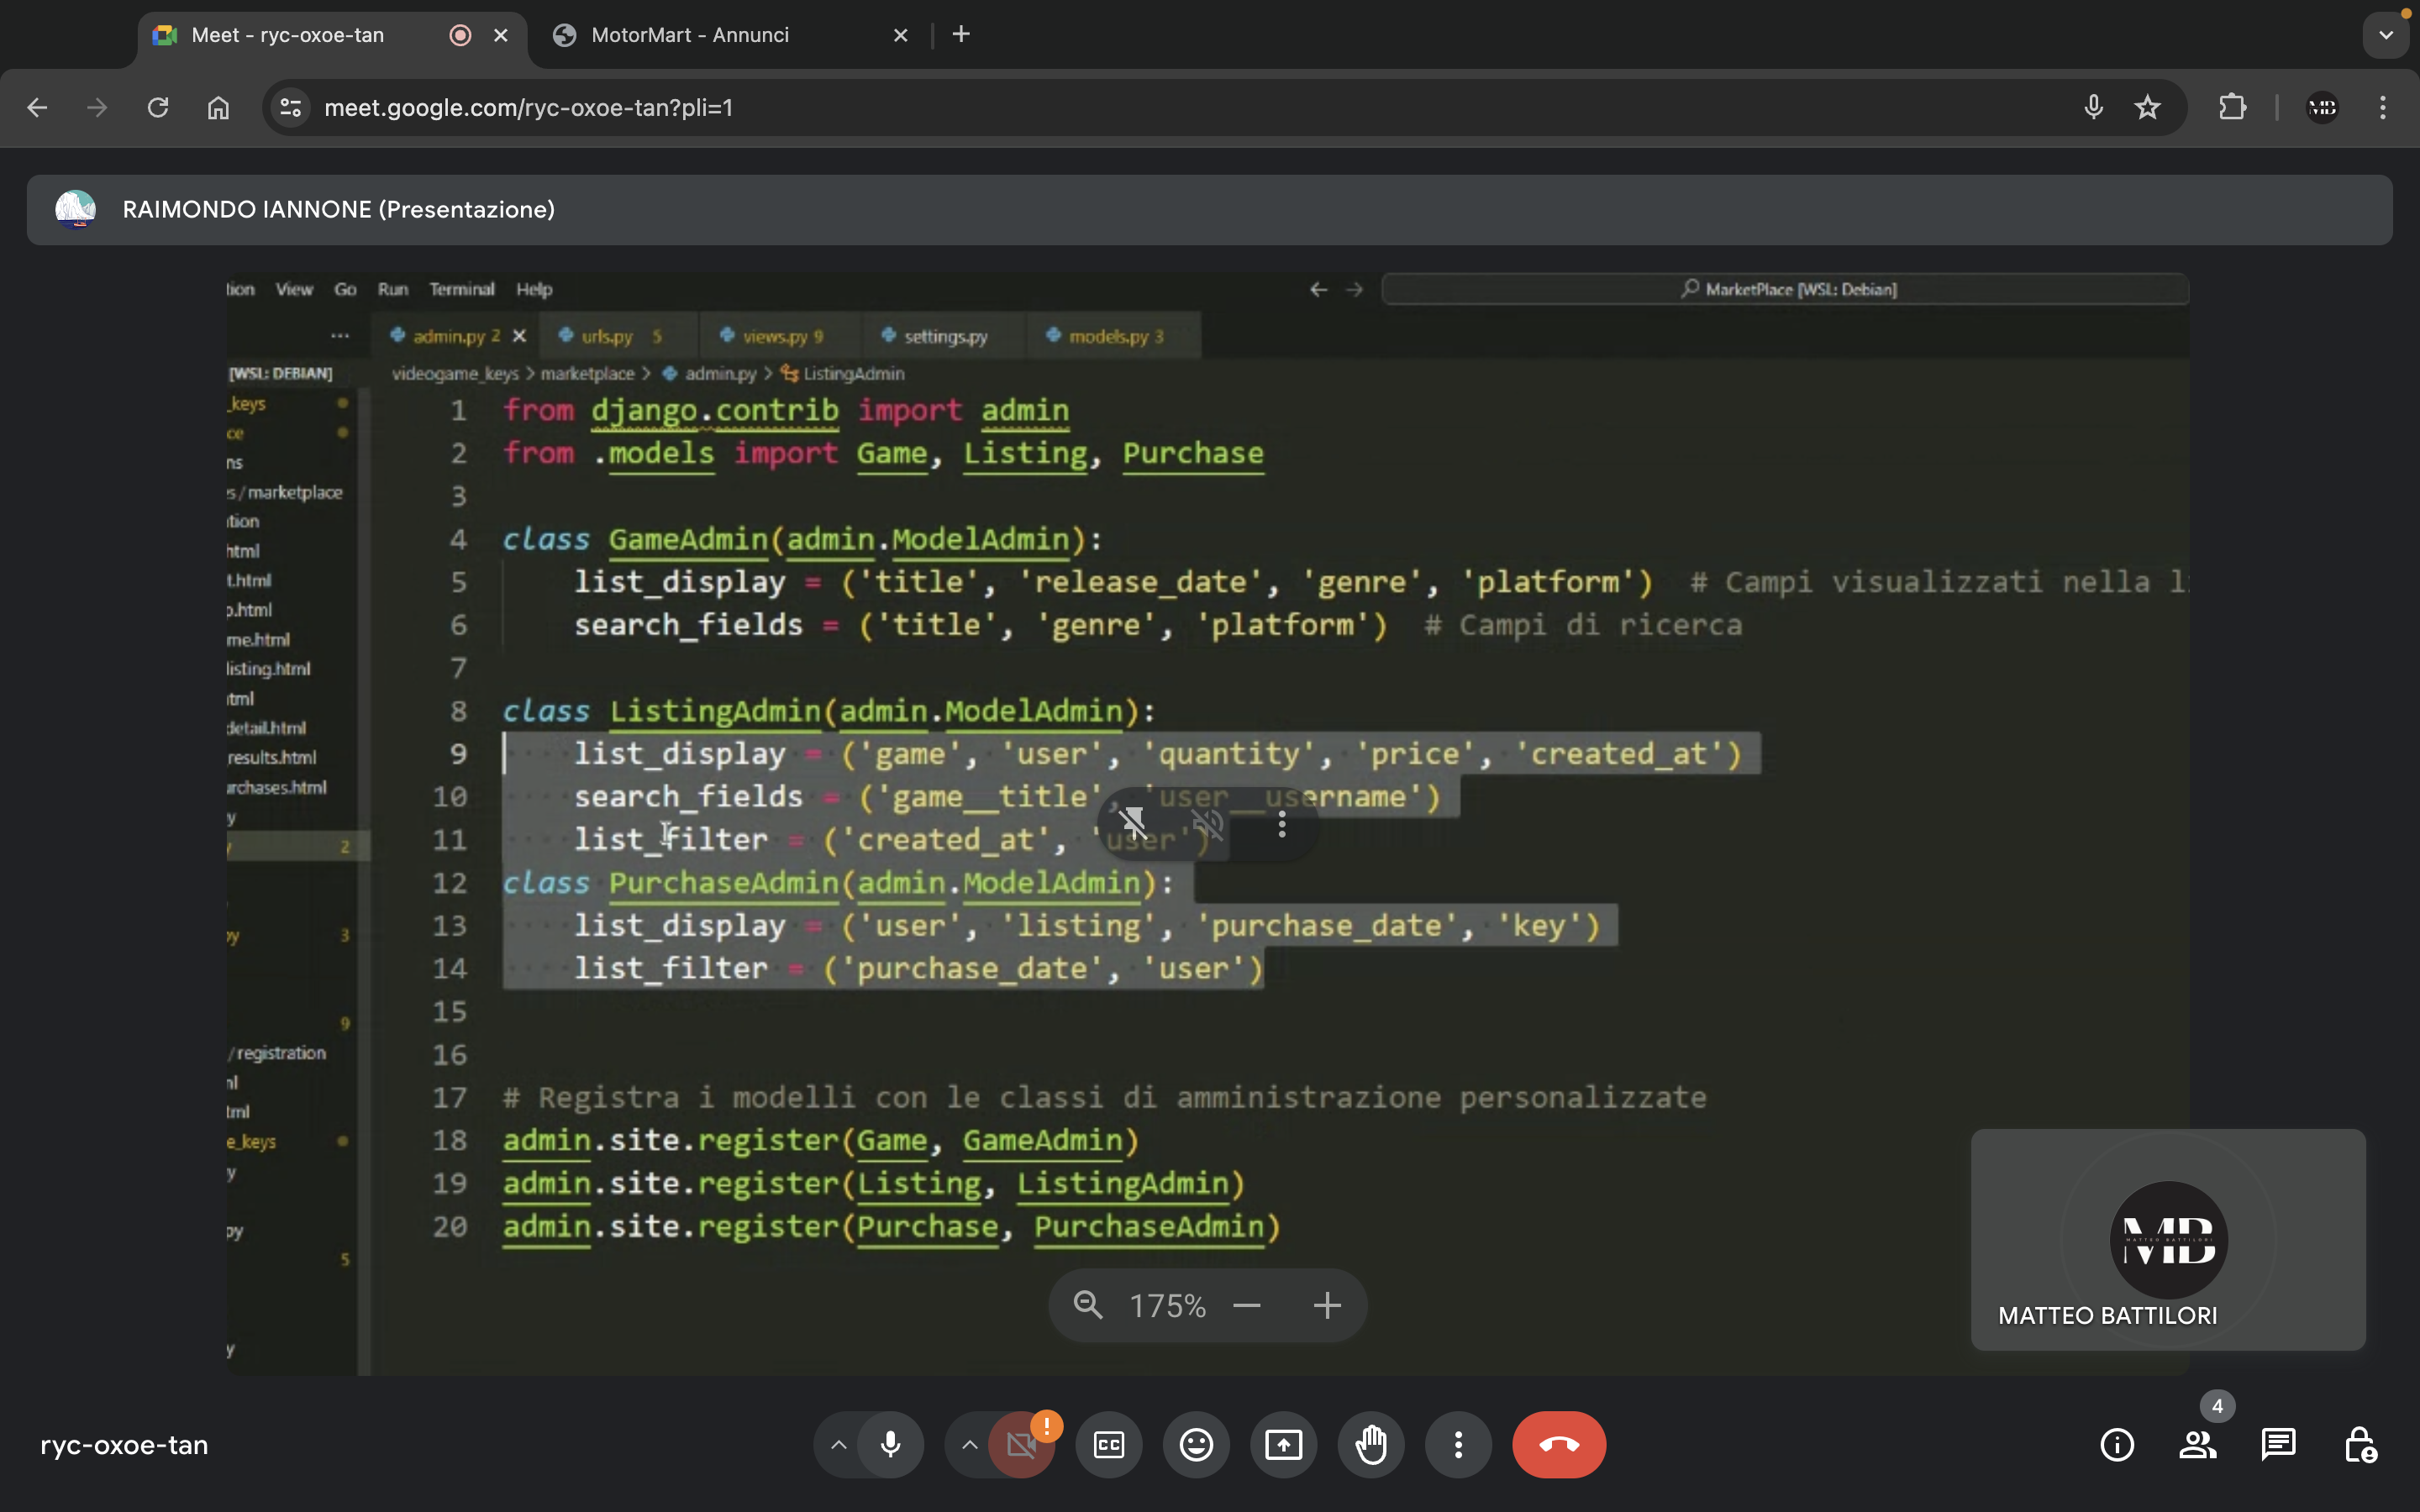 Meet - ryc-oxoe-tan
MotorMart - Annunci
meet.google.com/ryc-oxoe-tan?pli=1
MD
RAIMONDO IANNONE (Presentazione)
tion View Go Run Terminal Help
MarketPlace [WSL: Debian]
admin.py 2
urls.py 5
views.py 9
settings.py
models.py 3
[WSL: DEBIAN]
videogame_keys > marketplace > admin.py > ListingAdmin
_keys
ce
ns
s / marketplace
tion
html
t.html
o.html
me.html
listing.html
tml
detail.html
results.html
urchases.html
y
y 2
py 3
9
/ registration
nl
tml
e_keys
y
py
5
y
1 from django.contrib import admin
2 from .models import Game, Listing, Purchase
3
4 class GameAdmin(admin.ModelAdmin):
5 list_display = ('title', 'release_date', 'genre', 'platform') # Campi visualizzati nella li
6 search_fields = ('title', 'genre', 'platform') # Campi di ricerca
7
8 class ListingAdmin(admin.ModelAdmin):
9 list_display = ('game', 'user', 'quantity', 'price', 'created_at')
10 search_fields = ('game__title', 'user__username')
11 list_filter = ('created_at', 'user')
12 class PurchaseAdmin(admin.ModelAdmin):
13 list_display = ('user', 'listing', 'purchase_date', 'key')
14 list_filter = ('purchase_date', 'user')
15
16
17 # Registra i modelli con le classi di amministrazione personalizzate
18 admin.site.register(Game, GameAdmin)
19 admin.site.register(Listing, ListingAdmin)
20 admin.site.register(Purchase, PurchaseAdmin)
175%
MB
MATTEO BATTILORI
MATTEO BATTILORI
ryc-oxoe-tan
CC
4